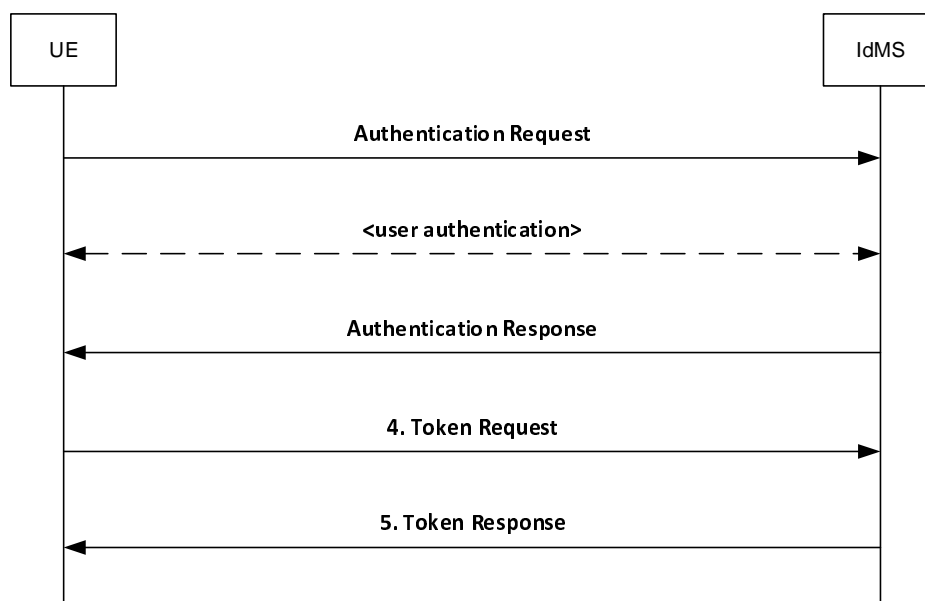 UE
IdMS
Authentication Request
<user authentication>
Authentication Response
4. Token Request
5. Token Response